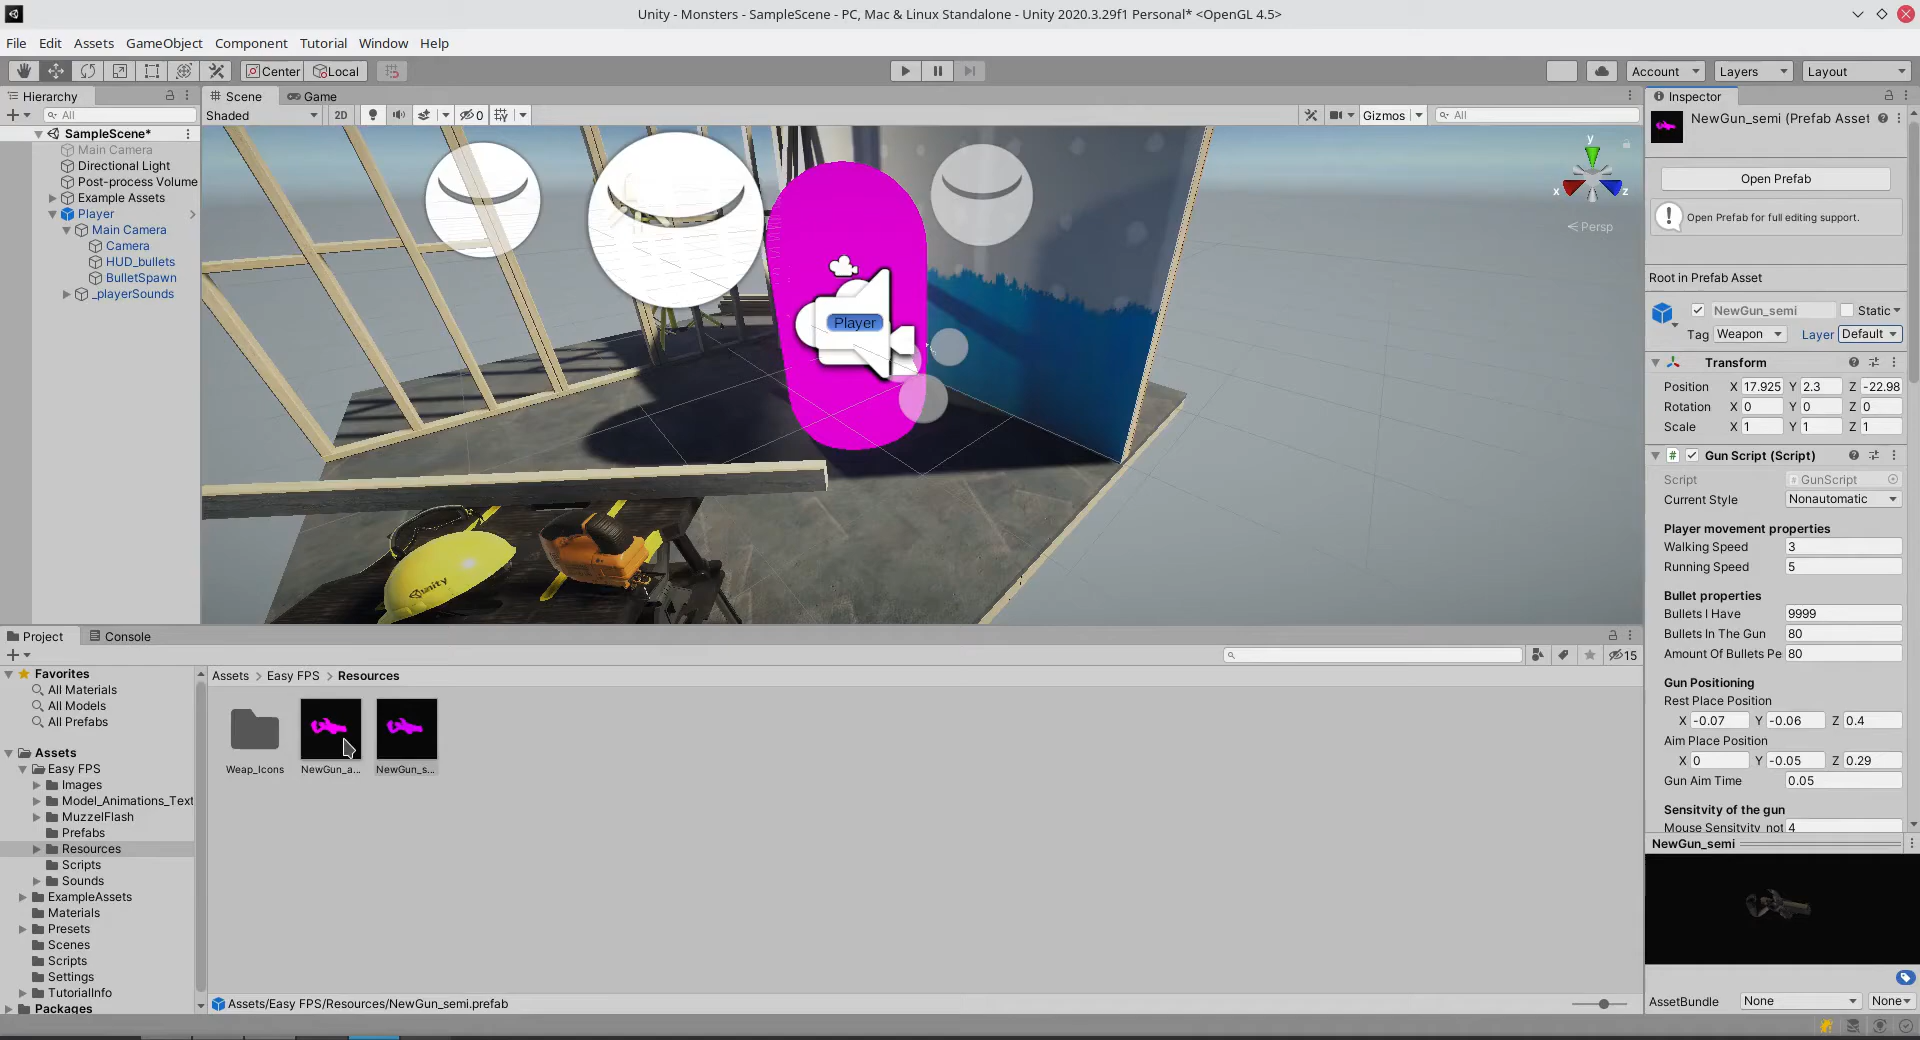 Unity - Monsters - SampleScene - PC, Mac & Linux Standalone - Unity 2020.3.29f1 Personal* <OpenGL 4.5>
File Edit Assets GameObject Component Tutorial Window Help
Center Local Account Layers Layout
Hierarchy
All
SampleScene*
Main Camera
Directional Light
Post-process Volume
Example Assets
Player
Main Camera
Camera
HUD_bullets
BulletSpawn
_playerSounds
Scene Game
Shaded 2D 0 Gizmos All
y
x z
Persp
Player
unity
Inspector
NewGun_semi (Prefab Asset
Open Prefab
Open Prefab for full editing support.
Root in Prefab Asset
NewGun_semi Static
Tag Weapon Layer Default
Transform
Position X 17.925 Y 2.3 Z -22.98
Rotation X 0 Y 0 Z 0
Scale X 1 Y 1 Z 1
Gun Script (Script)
Script GunScript
Current Style Nonautomatic
Player movement properties
Walking Speed 3
Running Speed 5
Bullet properties
Bullets I Have 9999
Bullets In The Gun 80
Amount Of Bullets Pe 80
Gun Positioning
Rest Place Position
X -0.07 Y -0.06 Z 0.4
Aim Place Position
X 0 Y -0.05 Z 0.29
Gun Aim Time 0.05
Sensitvity of the gun
Mouse Sensitvity not 4
NewGun_semi
AssetBundle None None
Project Console
15
Favorites
All Materials
All Models
All Prefabs
Assets
Easy FPS
Images
Model_Animations_Text
MuzzelFlash
Prefabs
Resources
Scripts
Sounds
ExampleAssets
Materials
Presets
Scenes
Scripts
Settings
TutorialInfo
Packages
Assets > Easy FPS > Resources
Weap_Icons NewGun_a... NewGun_s...
Assets/Easy FPS/Resources/NewGun_semi.prefab